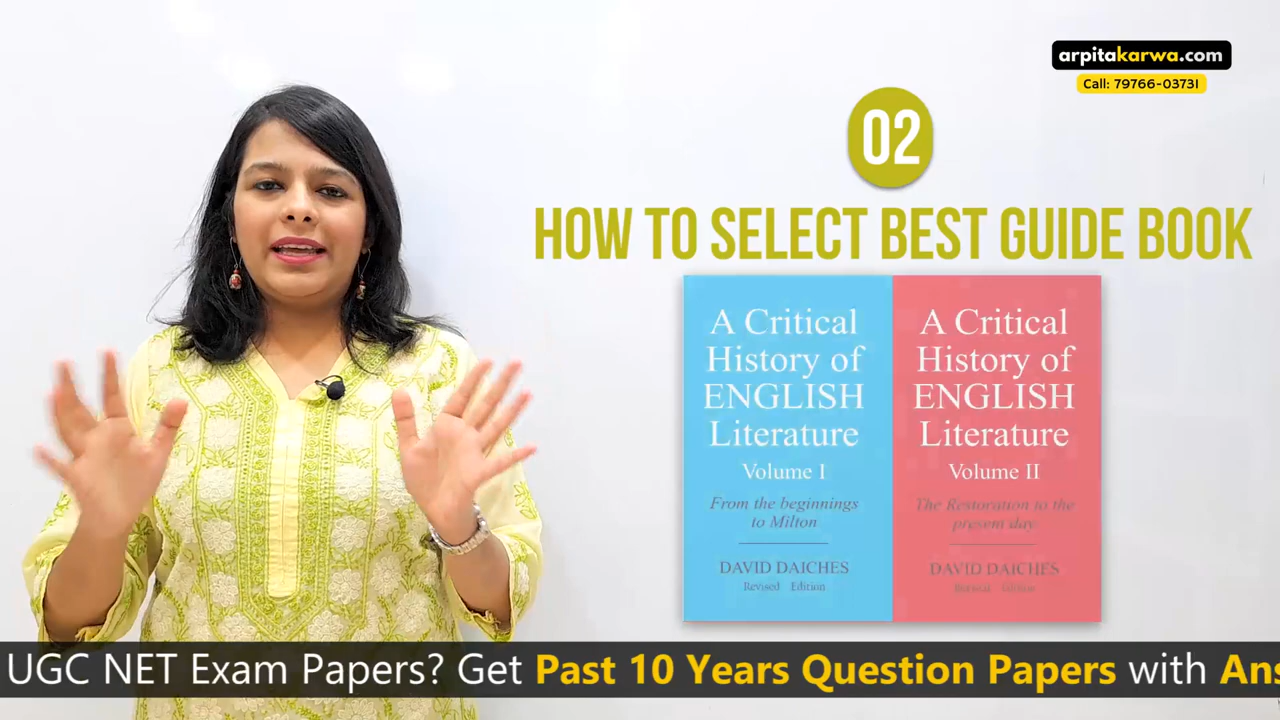 arpitakarwa.com
Call: 79766-03731
02
HOW TO SELECT BEST GUIDE BOOK
A Critical
History of
ENGLISH
Literature
Volume I
From the beginnings
to Milton
DAVID DAICHES
Revised Edition
A Critical
History of
ENGLISH
Literature
Volume II
The Restoration to the
present day
DAVID DAICHES
UGC NET Exam Papers? Get Past 10 Years Question Papers with